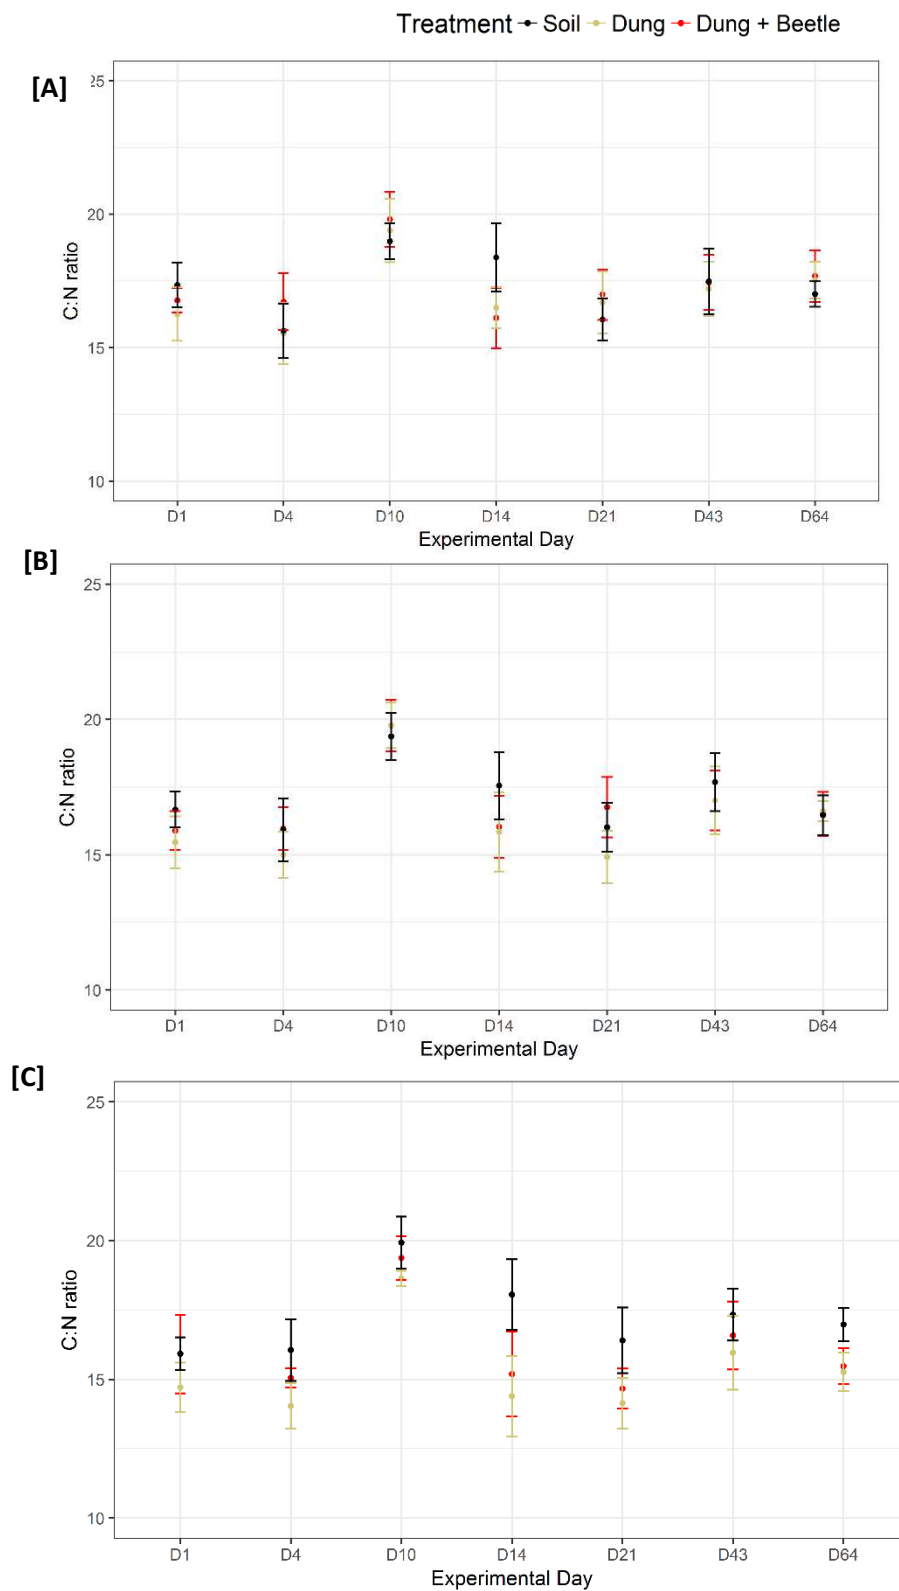 Treatment Soil Dung Dung + Beetle
[A]
25
20
15
10
C:N ratio
D1 D4 D10 D14 D21 D43 D64
Experimental Day
[B]
25
20
15
10
C:N ratio
D1 D4 D10 D14 D21 D43 D64
Experimental Day
[C]
25
20
15
10
C:N ratio
D1 D4 D10 D14 D21 D43 D64
Experimental Day